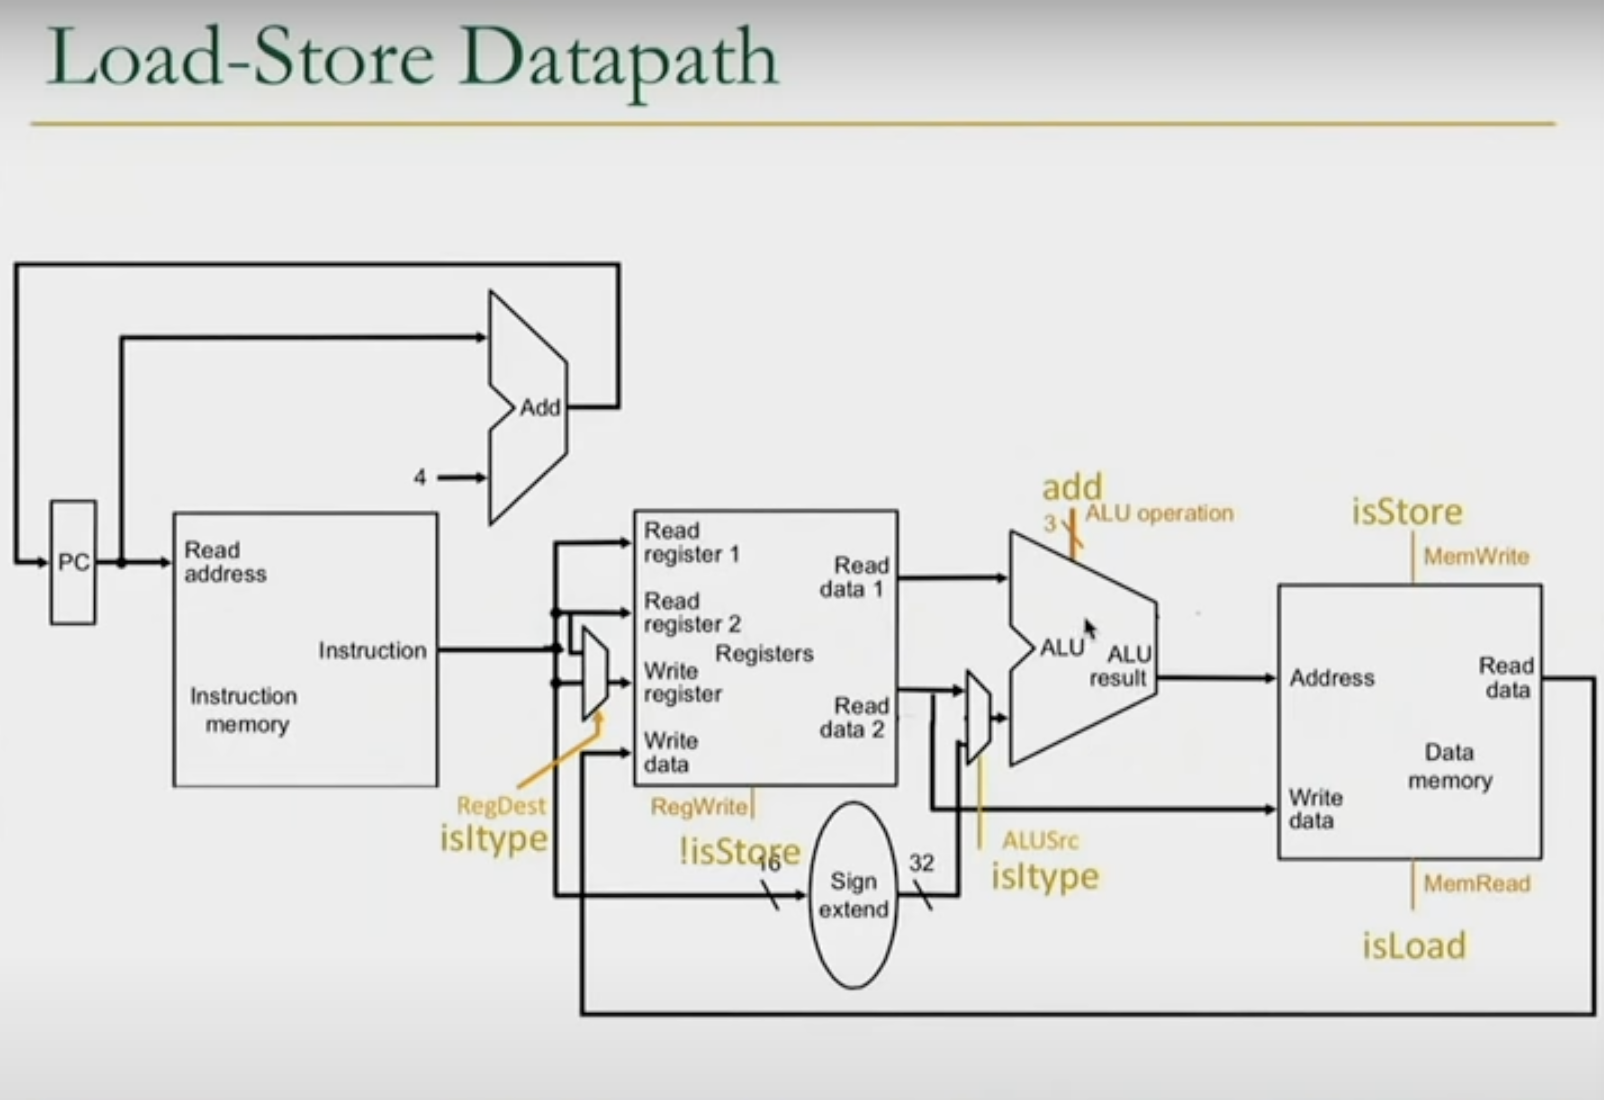 Load-Store Datapath
Add
4
PC
Read
address
Instruction
Instruction
memory
Read
register 1
Read
register 2
Registers
Write
register
Write
data
Read
data 1
Read
data 2
RegDest
isItype
RegWrite
!isStore
16
Sign
extend
32
add
3
ALU operation
ALU
ALU
result
ALUSrc
isItype
isStore
MemWrite
Address
Read
data
Data
memory
Write
data
MemRead
isLoad